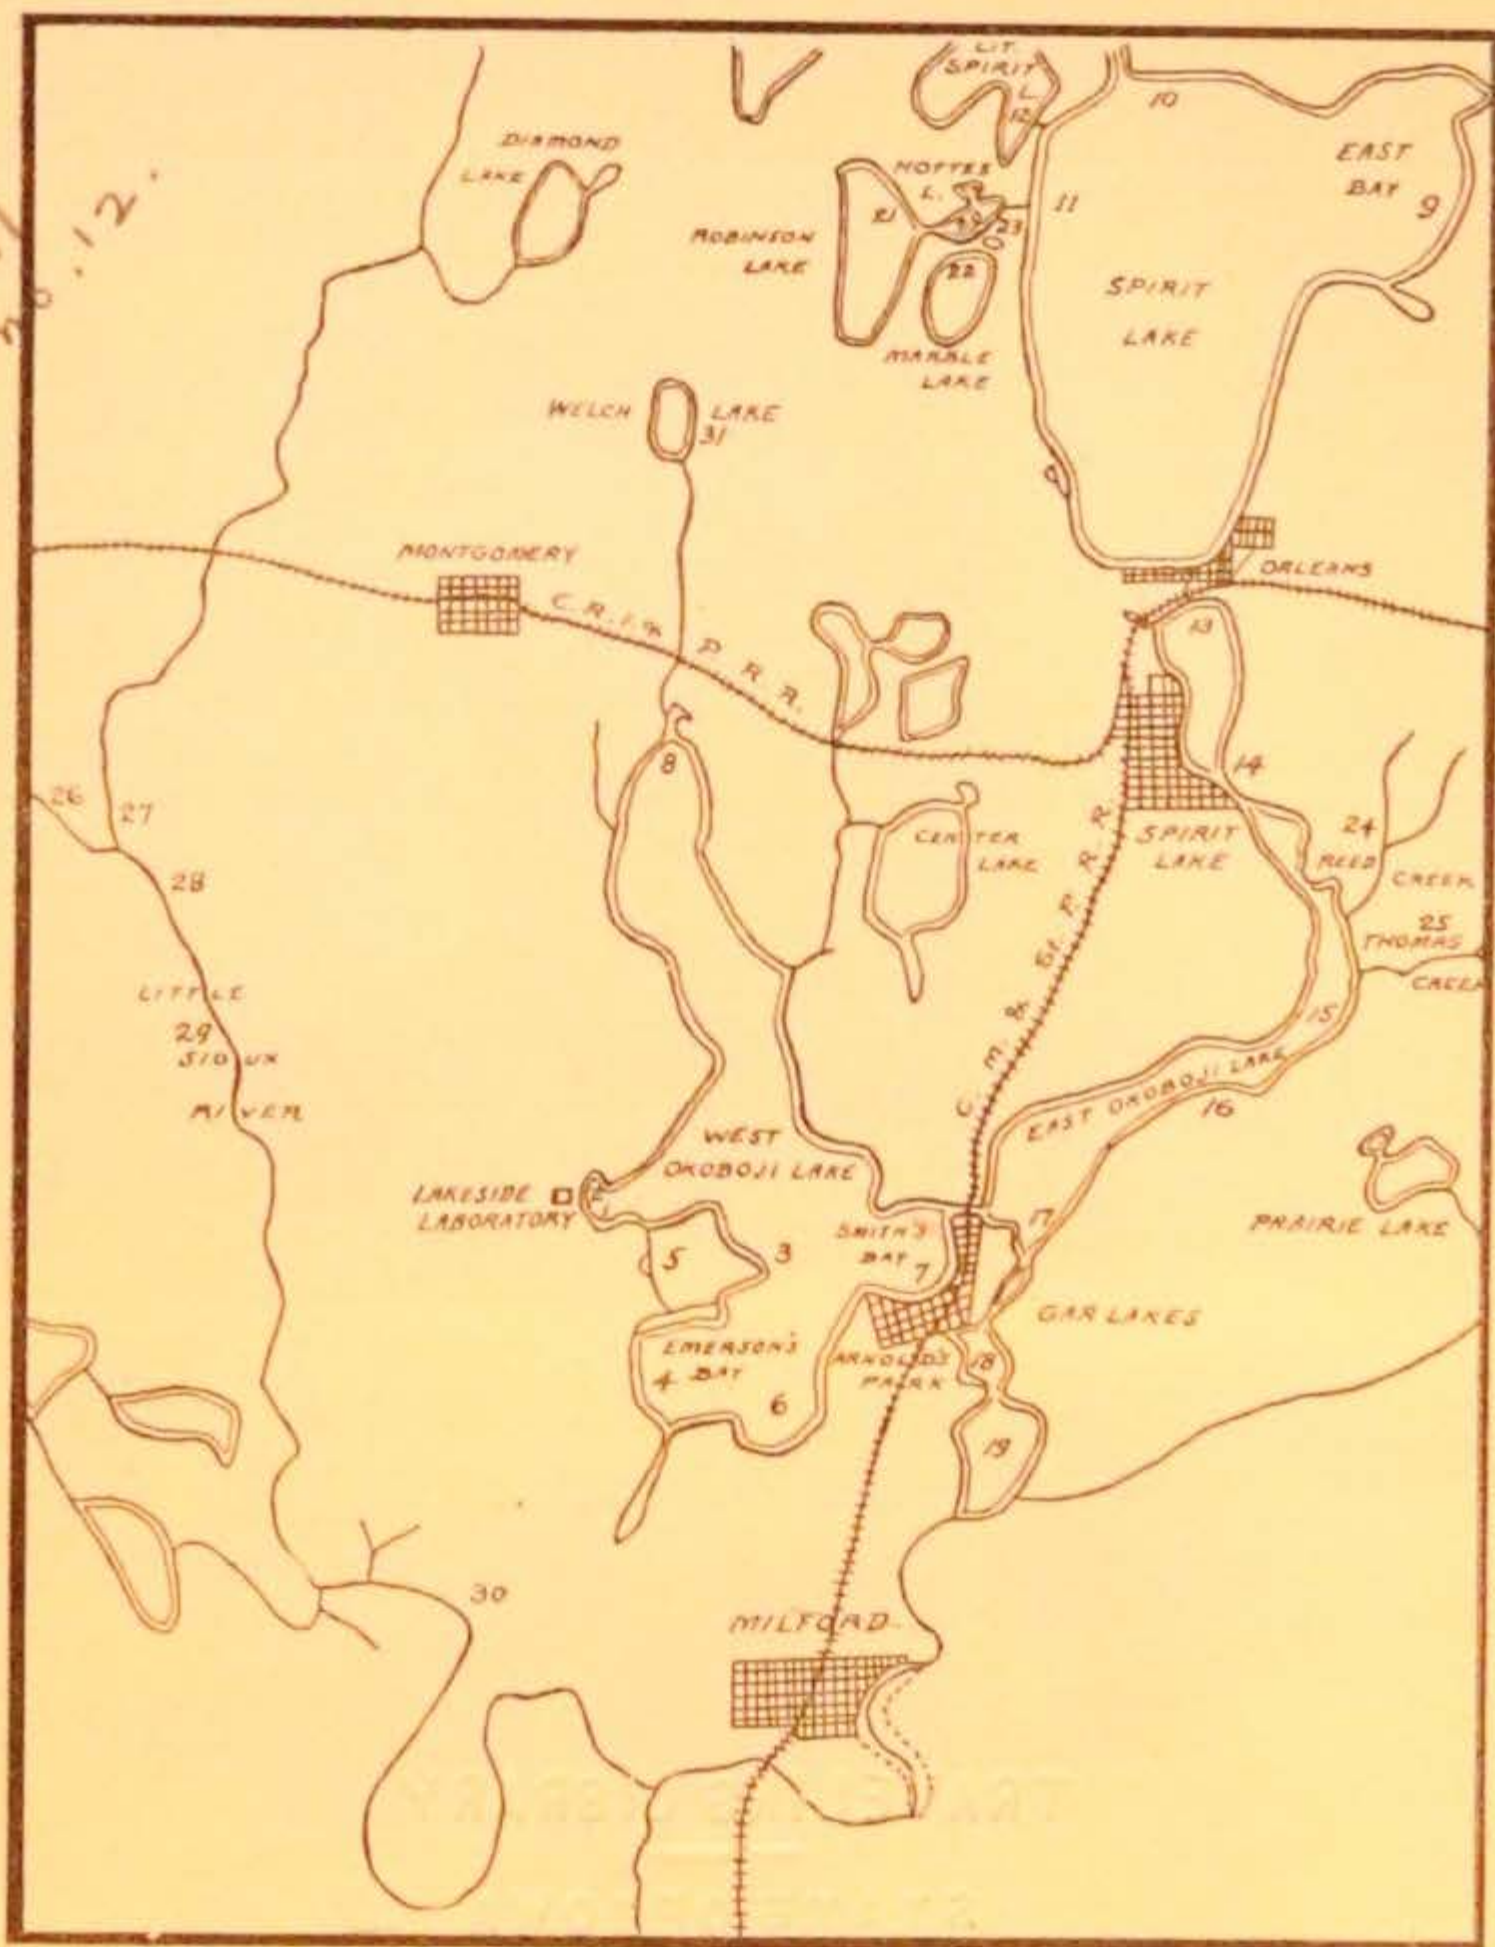 LIT.
SPIRIT
L.
12
10
EAST
BAY
9
DIAMOND
LAKE
HOTTES
L.
11
21
23
ROBINSON
LAKE
22
SPIRIT
LAKE
MARBLE
LAKE
WELCH LAKE
31
MONTGOMERY
C. R. I. & P. R. R.
ORLEANS
13
8
14
26
27
CENTER
LAKE
SPIRIT
LAKE
24
REED
CREEK
28
25
THOMAS
CREEK
LITTLE
29
SIOUX
RIVER
C. M. & St. P. R. R.
15
EAST OKOBOJI LAKE
16
WEST
OKOBOJI LAKE
LAKESIDE
LABORATORY
1
SMITH'S
BAY
7
17
PRAIRIE LAKE
5
3
GAR LAKES
EMERSON'S
4 BAY
ARNOLD'S
PARK
18
6
19
30
MILFORD